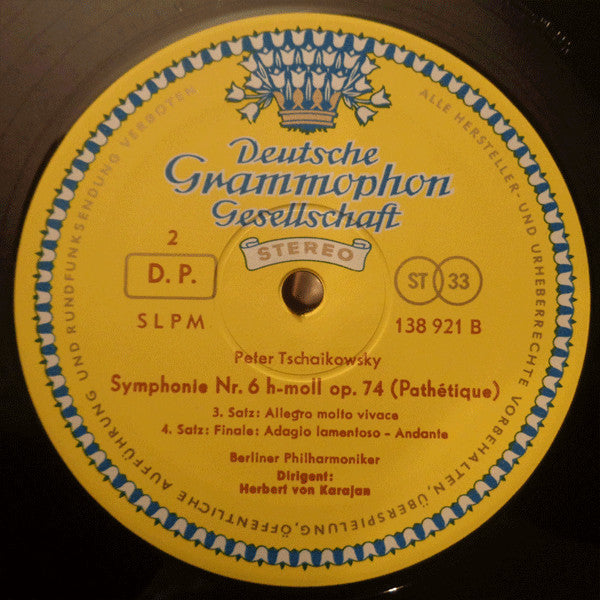 Deutsche
Grammophon
Gesellschaft
STEREO
2
D. P.
ST 33
SLPM
138 921 B
Peter Tschaikowsky
Symphonie Nr. 6 h-moll op. 74 (Pathétique)
3. Satz: Allegro molto vivace
4. Satz: Finale: Adagio lamentoso – Andante
Berliner Philharmoniker
Dirigent:
Herbert von Karajan
ALLE HERSTELLER- UND URHEBERRECHTE VORBEHALTEN, ÜBERSPIELUNG, ÖFFENTLICHE AUFFÜHRUNG UND RUNDFUNKSENDUNG VERBOTEN